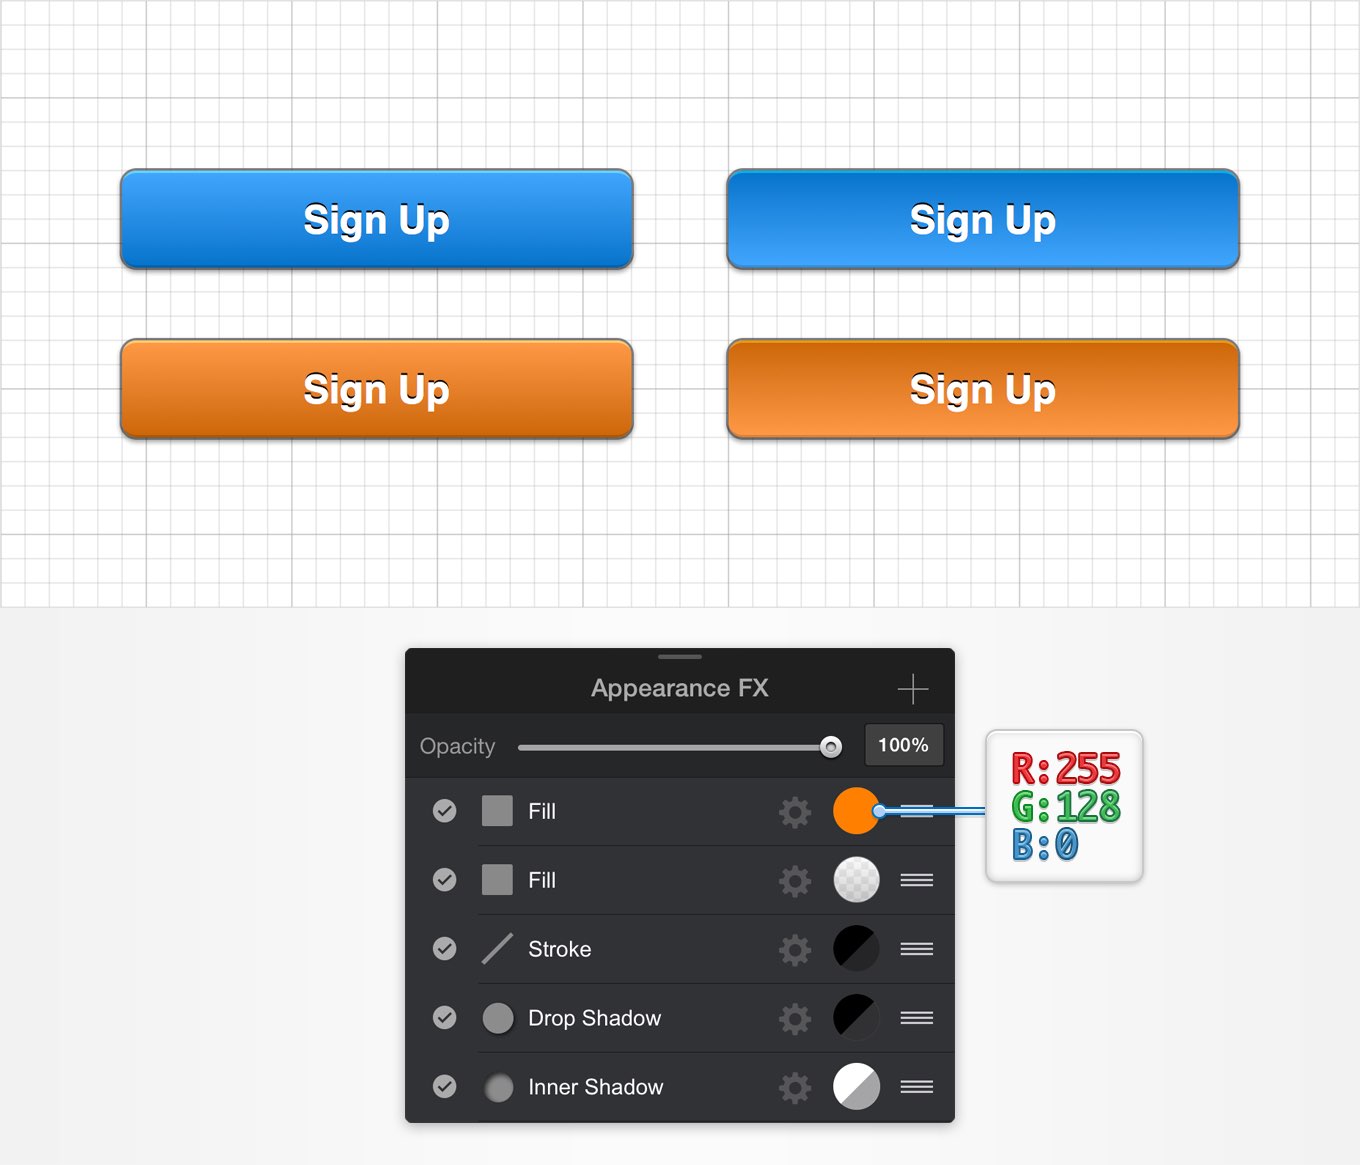 Sign Up
Sign Up
Sign Up
Sign Up
Appearance FX
Opacity
100%
Fill
Fill
Stroke
Drop Shadow
Inner Shadow
R:255
G:128
B:0